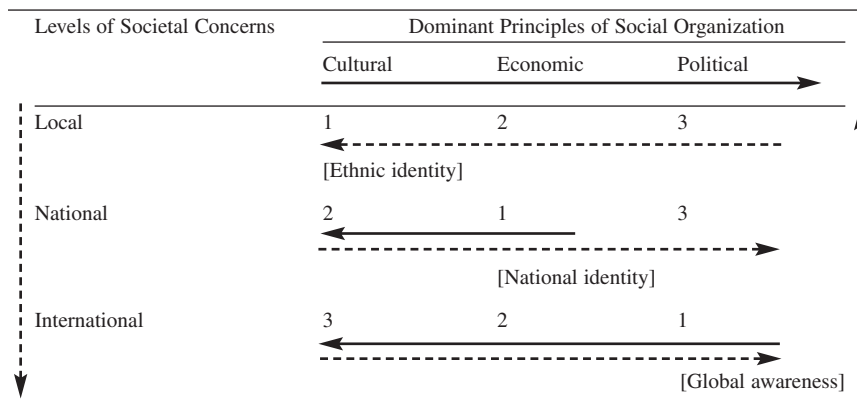 Levels of Societal Concerns Dominant Principles of Social Organization
Cultural Economic Political
Local 1 2 3
[Ethnic identity]
National 2 1 3
[National identity]
International 3 2 1
[Global awareness]